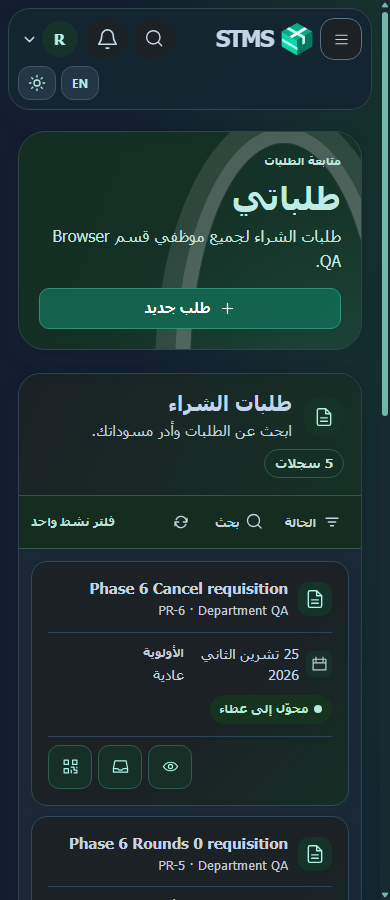 STMS
R
EN
متابعة الطلبات
طلباتي
طلبات الشراء لجميع موظفي قسم Browser
QA.
طلب جديد
طلبات الشراء
ابحث عن الطلبات وأدر مسوداتك.
5 سجلات
الحالة
بحث
فلتر نشط واحد
Phase 6 Cancel requisition
PR-6 · Department QA
25 تشرين الثاني
2026
الأولوية
عادية
محوّل إلى عطاء
Phase 6 Rounds 0 requisition
PR-5 · Department QA